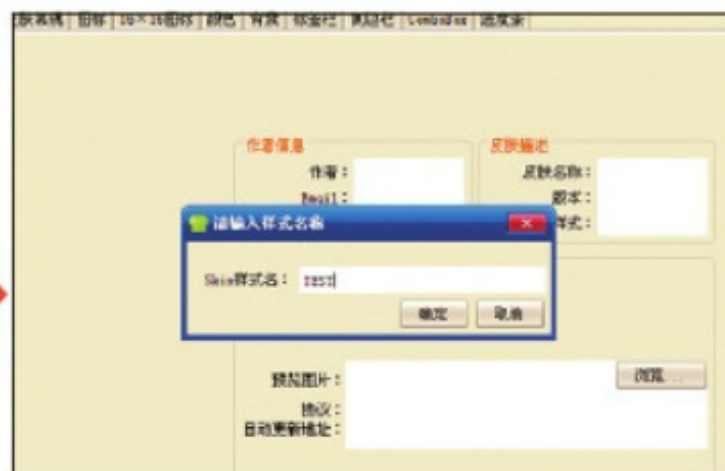 图标 16×16图标 颜色 背景 标签栏 侧边栏 ComboBox 进度条
作者信息
皮肤描述
作者：
皮肤名称：
Email：
版本：
样式：
请输入样式名称
Skin样式名： test
确定
取消
预览图片：
浏览...
协议：
自动更新地址：